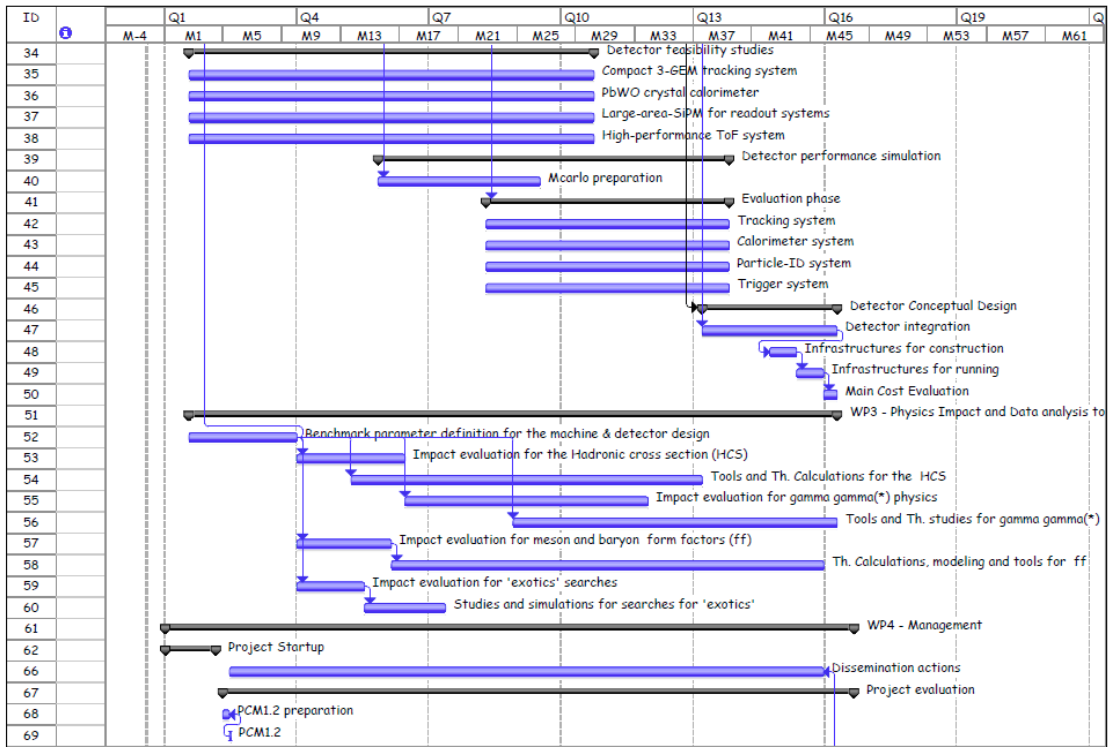 ID Q1 Q4 Q7 Q10 Q13 Q16 Q19 Q
M-4 M1 M5 M9 M13 M17 M21 M25 M29 M33 M37 M41 M45 M49 M53 M57 M61
34 Detector feasibility studies
35 Compact 3-GEM tracking system
36 PbWO crystal calorimeter
37 Large-area-SiPM for readout systems
38 High-performance ToF system
39 Detector performance simulation
40 Mcarlo preparation
41 Evaluation phase
42 Tracking system
43 Calorimeter system
44 Particle-ID system
45 Trigger system
46 Detector Conceptual Design
47 Detector integration
48 Infrastructures for construction
49 Infrastructures for running
50 Main Cost Evaluation
51 WP3 - Physics Impact and Data analysis to
52 Benchmark parameter definition for the machine & detector design
53 Impact evaluation for the Hadronic cross section (HCS)
54 Tools and Th. Calculations for the HCS
55 Impact evaluation for gamma gamma(*) physics
56 Tools and Th. studies for gamma gamma(*)
57 Impact evaluation for meson and baryon form factors (ff)
58 Th. Calculations, modeling and tools for ff
59 Impact evaluation for 'exotics' searches
60 Studies and simulations for searches for 'exotics'
61 WP4 - Management
62 Project Startup
66 Dissemination actions
67 Project evaluation
68 PCM1.2 preparation
69 PCM1.2